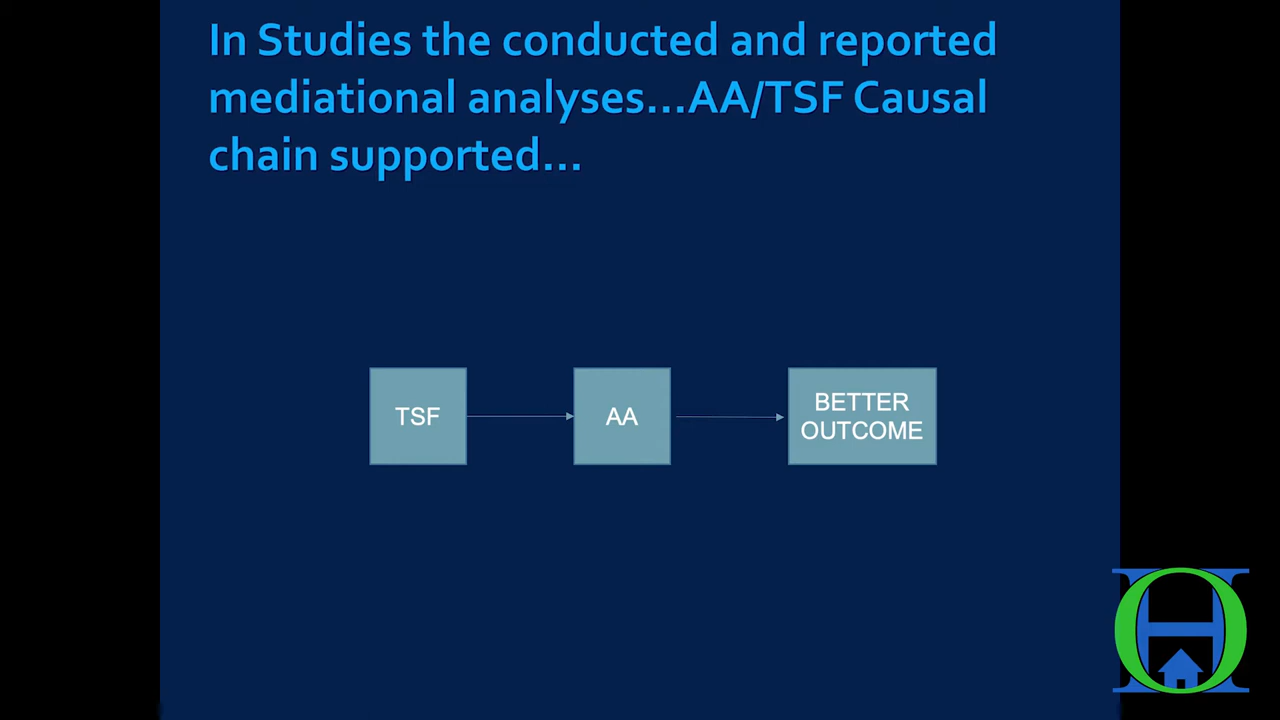 In Studies the conducted and reported
mediational analyses...AA/TSF Causal
chain supported...
TSF
AA
BETTER
OUTCOME